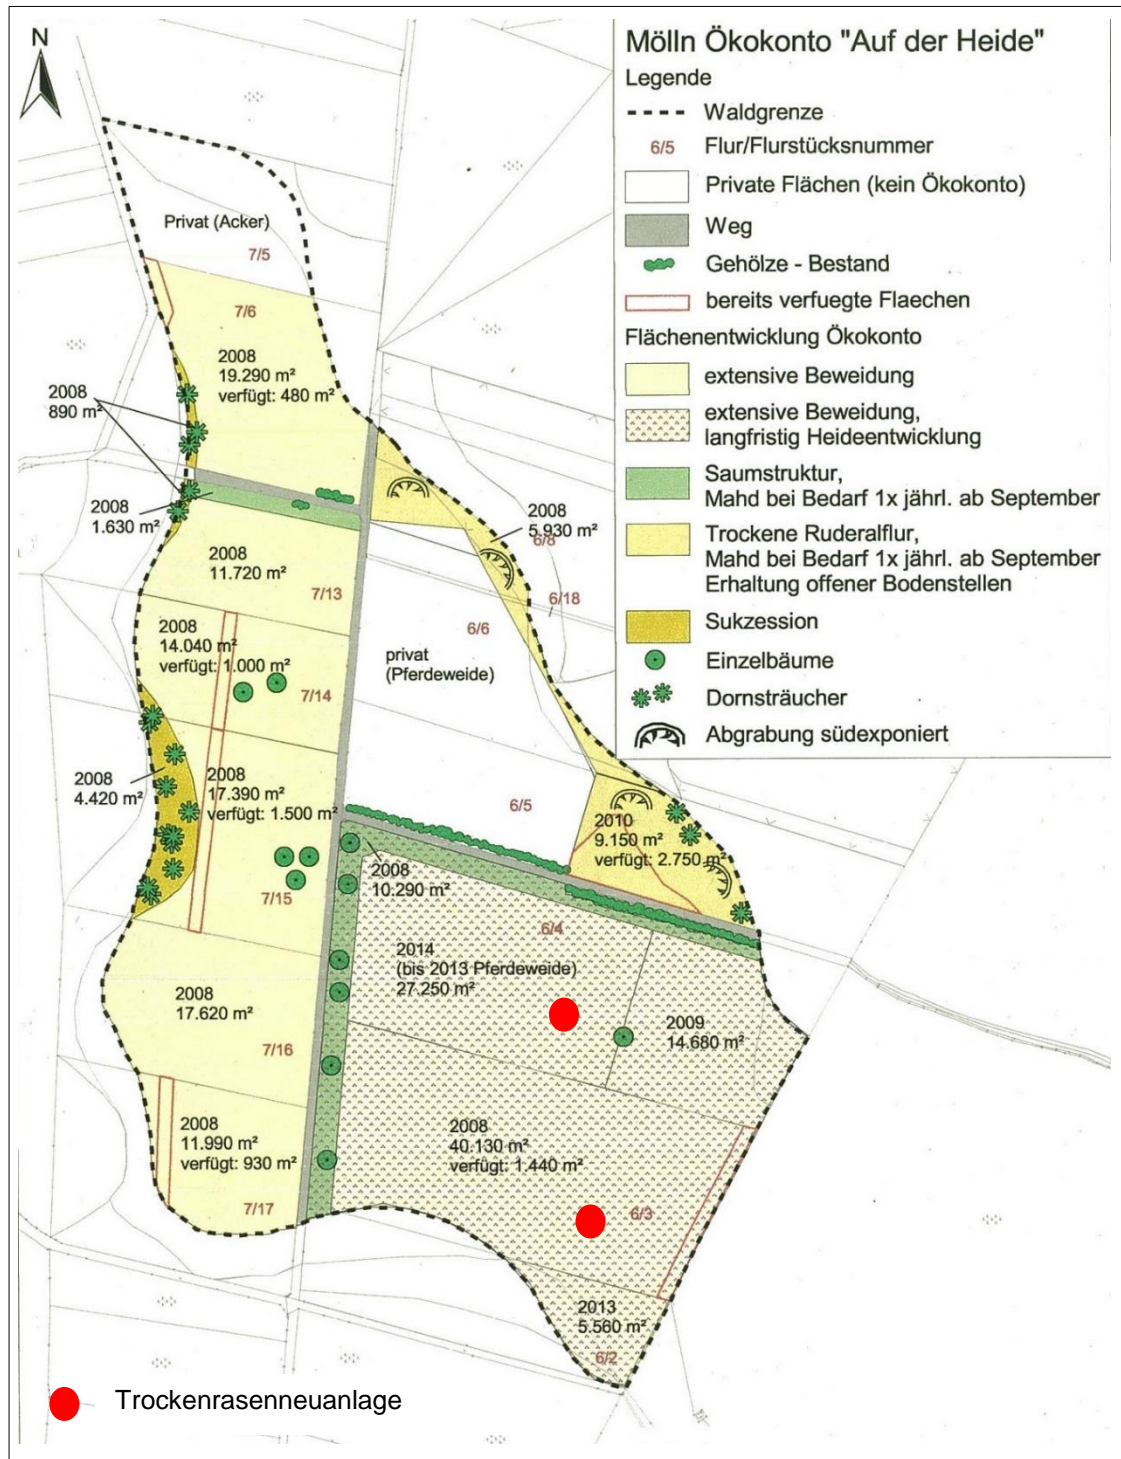 N
Mölln Ökokonto "Auf der Heide"
Legende
Waldgrenze
6/5 Flur/Flurstücksnummer
Private Flächen (kein Ökokonto)
Weg
Gehölze - Bestand
bereits verfuegte Flaechen
Flächenentwicklung Ökokonto
extensive Beweidung
extensive Beweidung,
langfristig Heideentwicklung
Saumstruktur,
Mahd bei Bedarf 1x jährl. ab September
Trockene Ruderalflur,
Mahd bei Bedarf 1x jährl. ab September
Erhaltung offener Bodenstellen
Sukzession
Einzelbäume
Dornsträucher
Abgrabung südexponiert
Privat (Acker)
7/5
7/6
2008
19.290 m²
verfügt: 480 m²
2008
890 m²
2008
1.630 m²
2008
5.930 m²
6/8
2008
11.720 m²
7/13
6/18
6/6
2008
14.040 m²
verfügt: 1.000 m²
privat
(Pferdeweide)
7/14
2008
4.420 m²
2008
17.390 m²
verfügt: 1.500 m²
6/5
2010
9.150 m²
verfügt: 2.750 m²
2008
10.290 m²
7/15
6/4
2014
(bis 2013 Pferdeweide)
27.250 m²
2008
17.620 m²
2009
14.680 m²
7/16
2008
11.990 m²
verfügt: 930 m²
2008
40.130 m²
verfügt: 1.440 m²
7/17
6/3
2013
5.560 m²
6/2
Trockenrasenneuanlage